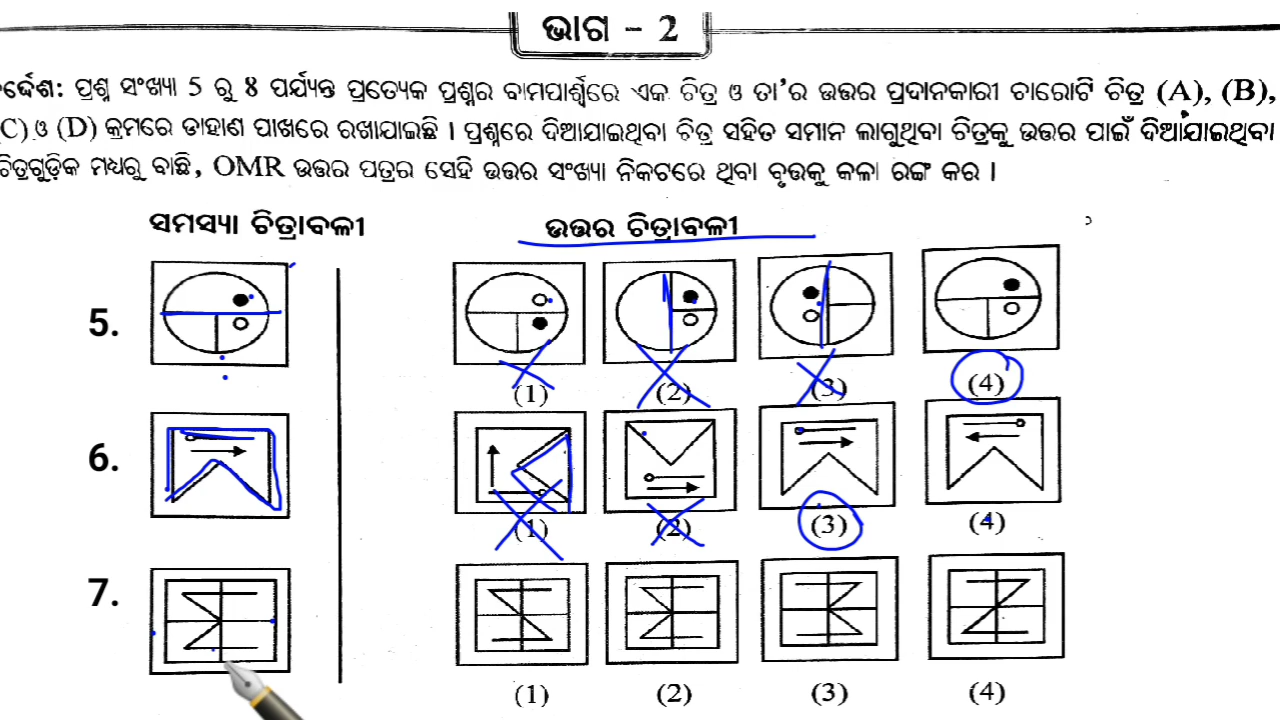 ଭାଗ - 2
ର୍ଦ୍ଦେଶ: ପ୍ରଶ୍ନ ସଂଖ୍ୟା 5 ରୁ 8 ପର୍ଯ୍ୟନ୍ତ ପ୍ରତ୍ୟେକ ପ୍ରଶ୍ନର ବାମପାର୍ଶ୍ୱରେ ଏକ ଚିତ୍ର ଓ ତା'ର ଉତ୍ତର ପ୍ରଦାନକାରୀ ଚାରୋଟି ଚିତ୍ର (A), (B),
C) ଓ (D) କ୍ରମରେ ଡାହାଣ ପାଖରେ ରଖାଯାଇଛି । ପ୍ରଶ୍ନରେ ଦିଆଯାଇଥିବା ଚିତ୍ର ସହିତ ସମାନ ଲାଗୁଥିବା ଚିତ୍ରକୁ ଉତ୍ତର ପାଇଁ ଦିଆଯାଇଥିବା
ଚିତ୍ରଗୁଡ଼ିକ ମଧ୍ୟରୁ ବାଛି, OMR ଉତ୍ତର ପତ୍ରର ସେହି ଉତ୍ତର ସଂଖ୍ୟା ନିକଟରେ ଥିବା ବୃତ୍ତକୁ କଳା ରଙ୍ଗ କର ।
ସମସ୍ୟା ଚିତ୍ରାବଳୀ ଉତ୍ତର ଚିତ୍ରାବଳୀ
5.
(1) (2) (3) (4)
6.
(1) (2) (3) (4)
7.
(1) (2) (3) (4)